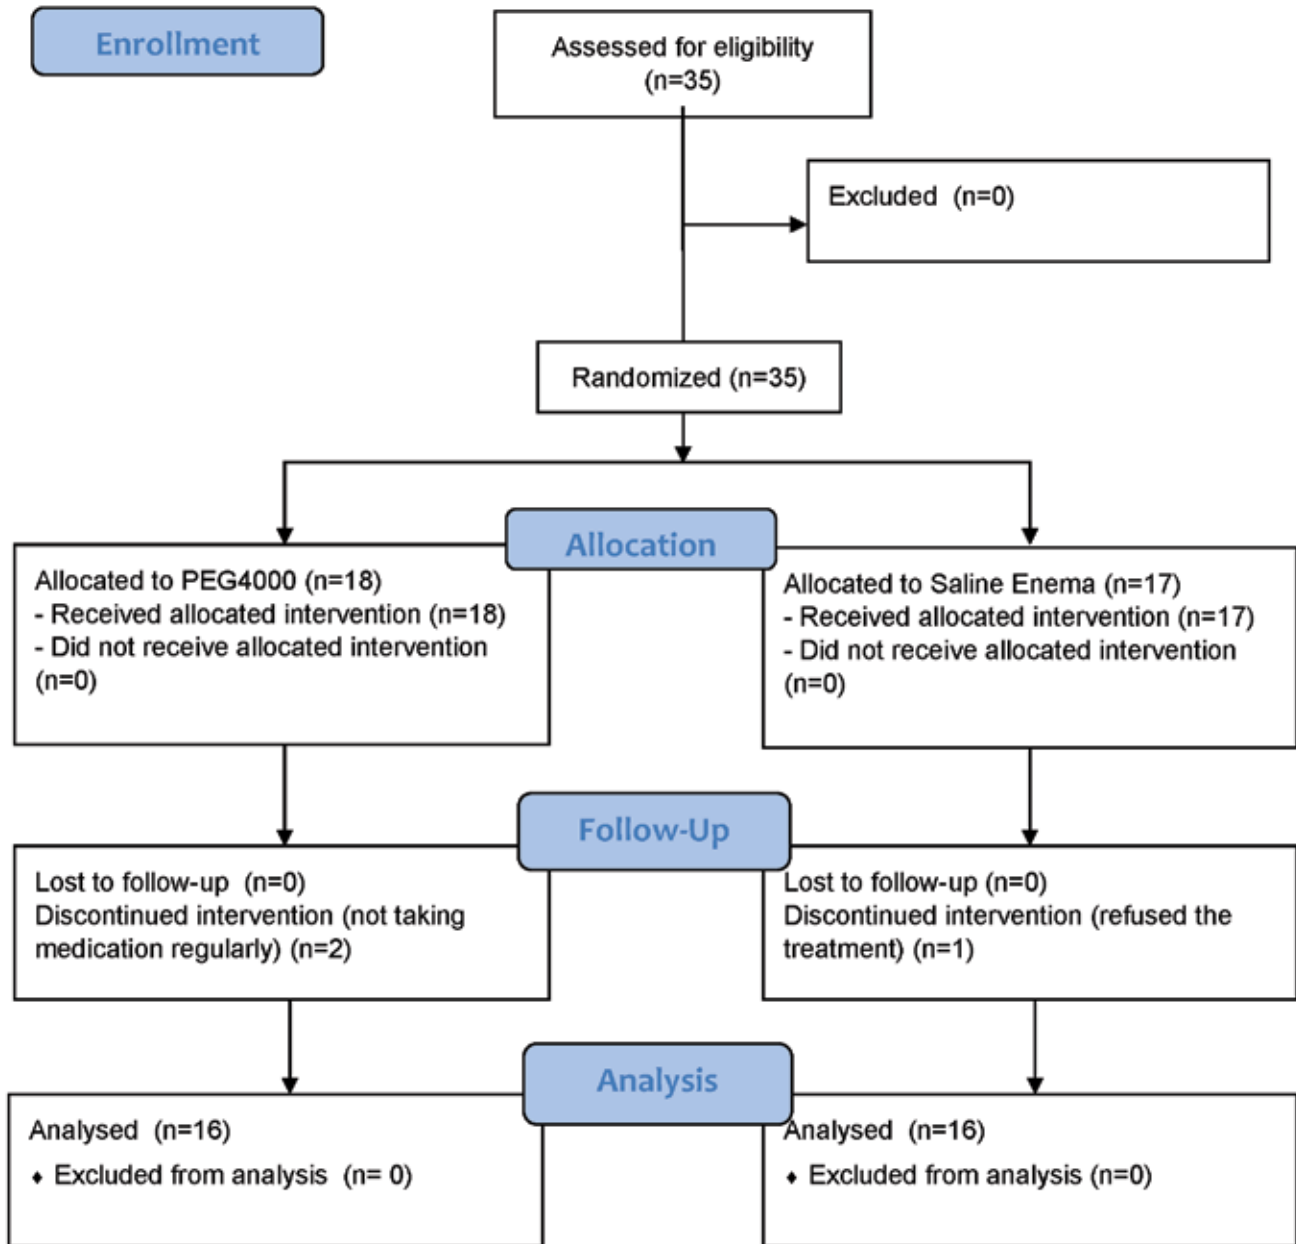 Enrollment
Assessed for eligibility
(n=35)
Excluded (n=0)
Randomized (n=35)
Allocation
Allocated to PEG4000 (n=18)
- Received allocated intervention (n=18)
- Did not receive allocated intervention
(n=0)
Allocated to Saline Enema (n=17)
- Received allocated intervention (n=17)
- Did not receive allocated intervention
(n=0)
Follow-Up
Lost to follow-up (n=0)
Discontinued intervention (not taking
medication regularly) (n=2)
Lost to follow-up (n=0)
Discontinued intervention (refused the
treatment) (n=1)
Analysis
Analysed (n=16)
♦ Excluded from analysis (n= 0)
Analysed (n=16)
♦ Excluded from analysis (n=0)